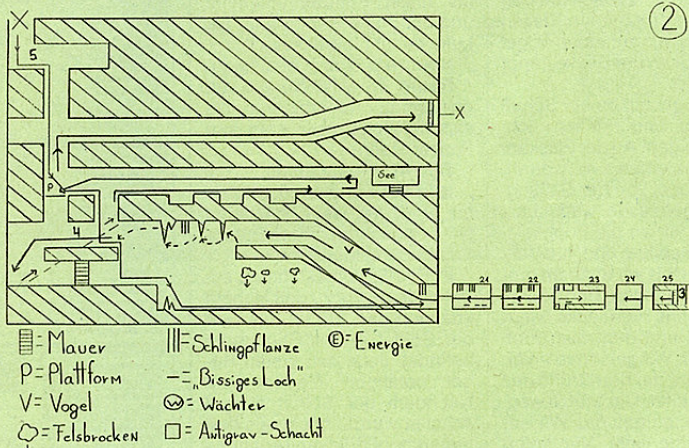 2
X
5
X
See
P
4
V
21 22 23 24 25
3
= Mauer
= Schlingpflanze
Ⓔ= Energie
P= Plattform
= „Bissiges Loch"
V= Vogel
= Wächter
= Felsbrocken
= Antigrav-Schacht